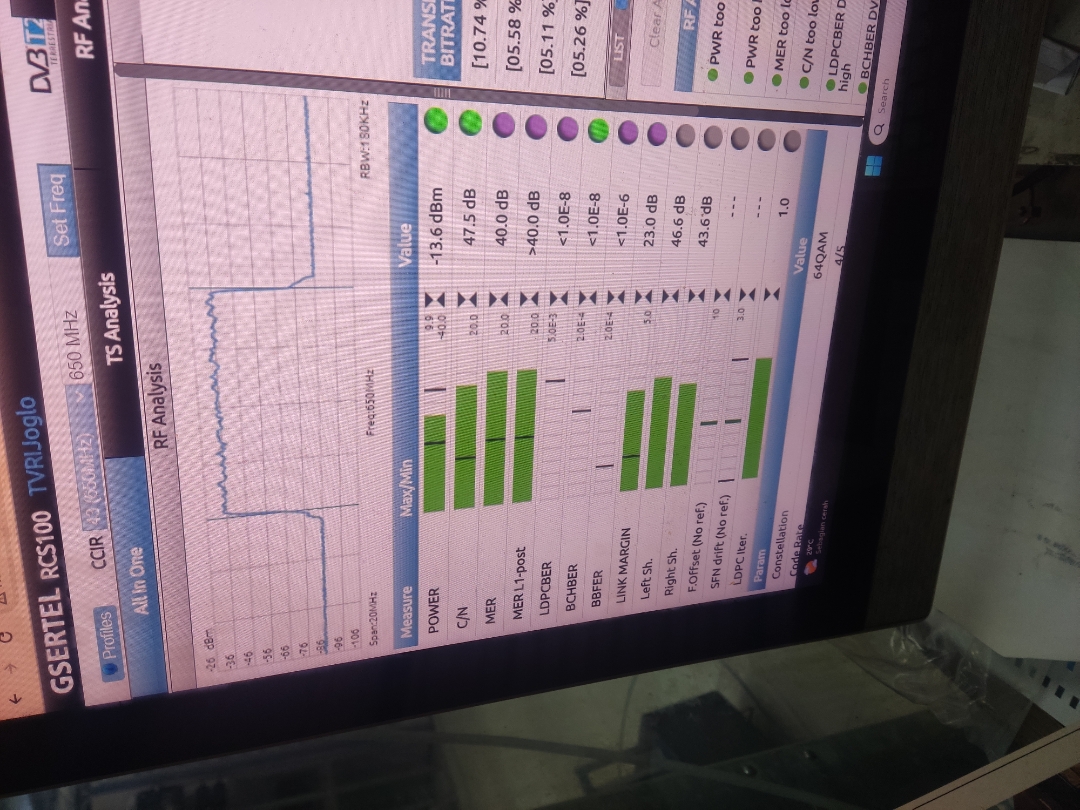 GSERTEL RCS100 TVRIJoglo
DVB T2
Profiles
CCIR
650 MHz
Set Freq
All in One
TS Analysis
RF An
RF Analysis
-26 dBm
-36
-46
-56
-66
-76
-86
-96
-106
Span:20MHz
Freq:650MHz
RBW:180KHz
Measure Max/Min Value
POWER 9.9 -40.0 -13.6 dBm
C/N 20.0 47.5 dB
MER 20.0 40.0 dB
MER L1-post 20.0 >40.0 dB
LDPCBER 5.0E-3 <1.0E-8
BCHBER 2.0E-4 <1.0E-8
BBFER 2.0E-4 <1.0E-6
LINK MARGIN 5.0 23.0 dB
Left Sh. 46.6 dB
Right Sh. 43.6 dB
F.Offset (No ref.) 10 ---
SFN drift (No ref.) 3.0 ---
LDPC Iter. 1.0
Param Value
Constellation 64QAM
Code Rate 4/5
TRANS
BITRAT
[10.74 %
[05.58 %
[05.11 %
[05.26 %]
LIST
Clear A
RF A
PWR too
PWR too
MER too l
C/N too lo
LDPCBER
high
BCHBER DV
29°C
Sebagian cerah
Search